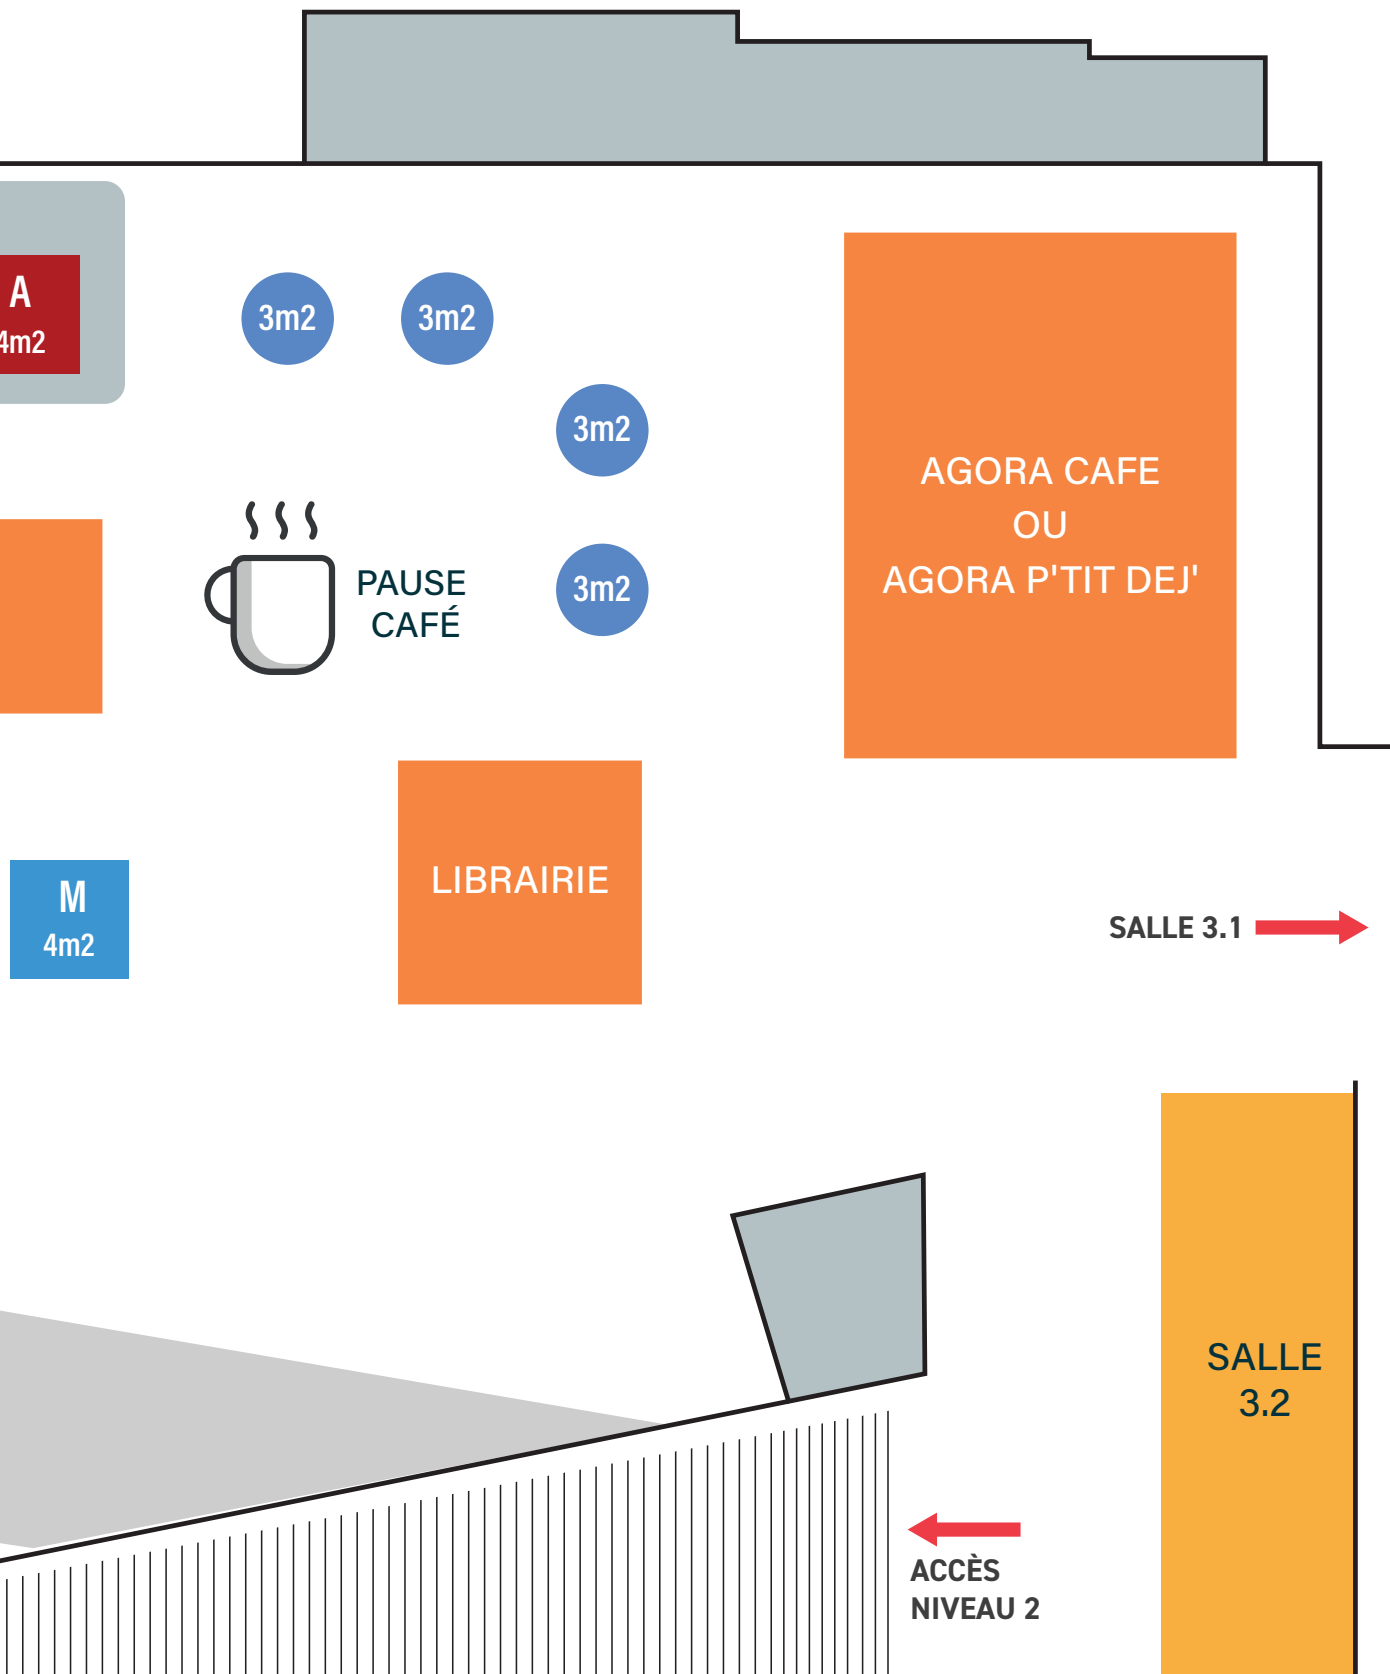 A
4m2
3m2
3m2
3m2
3m2
PAUSE
CAFÉ
AGORA CAFE
OU
AGORA P'TIT DEJ'
LIBRAIRIE
M
4m2
SALLE 3.1
SALLE
3.2
ACCÈS
NIVEAU 2